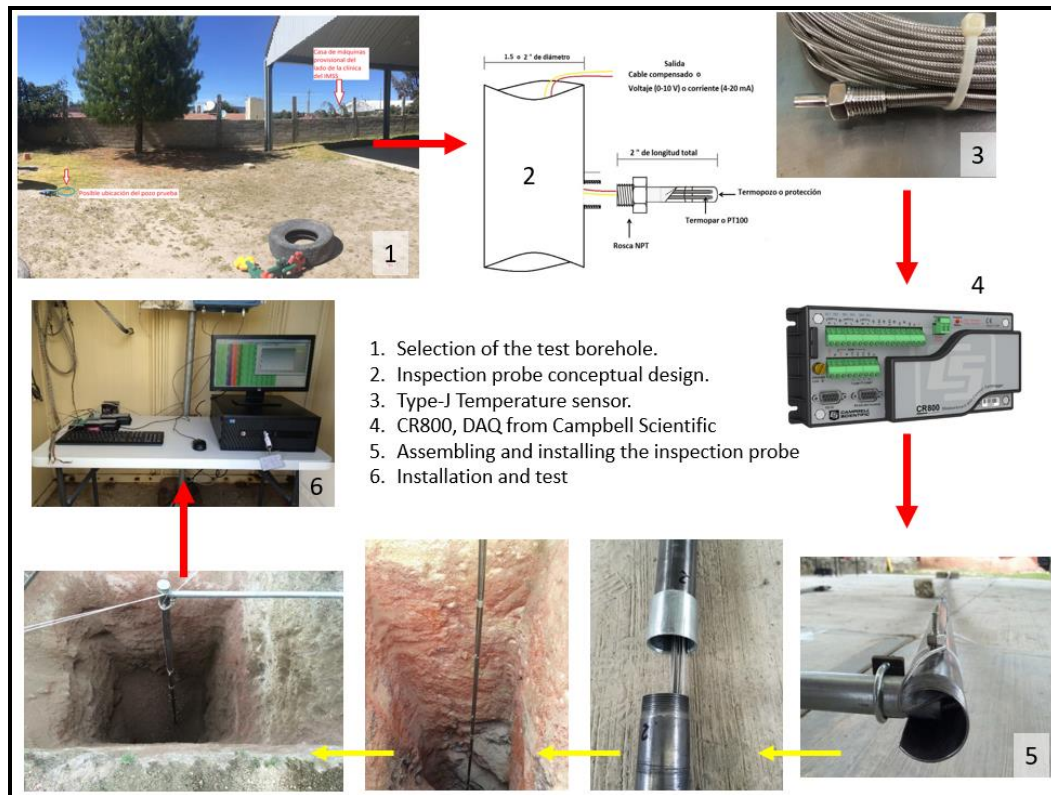 Casa de máquinas
provisional del
lado de la clínica
del IMSS
Posible ubicación del pozo prueba
1
1.5 o 2 " de diámetro
Salida
Cable compensado o
Voltaje (0-10 V) o corriente (4-20 mA)
2
2 " de longitud total
Termopozo o protección
Termopar o PT100
Rosca NPT
3
4
CAMPBELL
SCIENTIFIC
CR800
1. Selection of the test borehole.
2. Inspection probe conceptual design.
3. Type-J Temperature sensor.
4. CR800, DAQ from Campbell Scientific
5. Assembling and installing the inspection probe
6. Installation and test
6
2
2
5